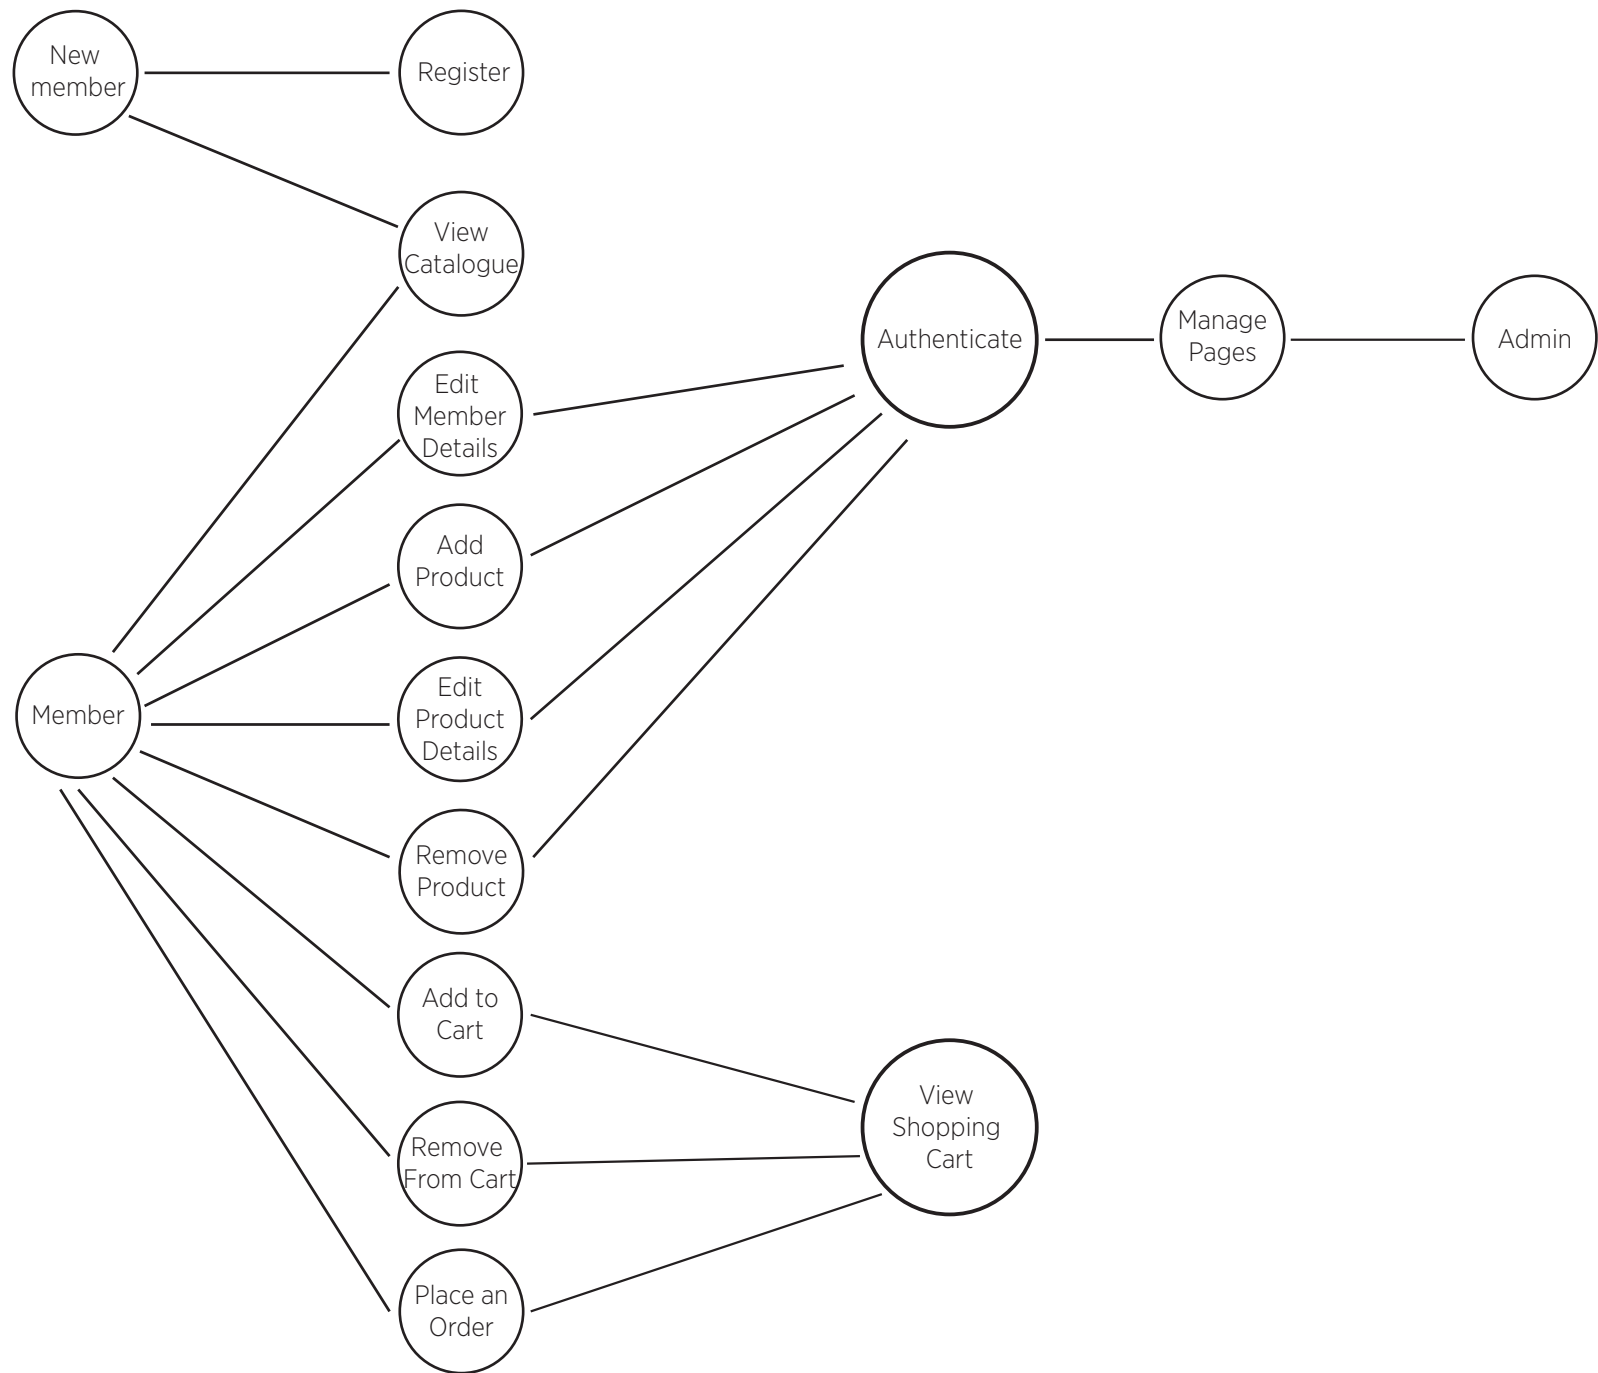 New
member
Register
View
Catalogue
Edit
Member
Details
Authenticate
Manage
Pages
Admin
Add
Product
Member
Edit
Product
Details
Remove
Product
Add to
Cart
View
Shopping
Cart
Remove
From Cart
Place an
Order